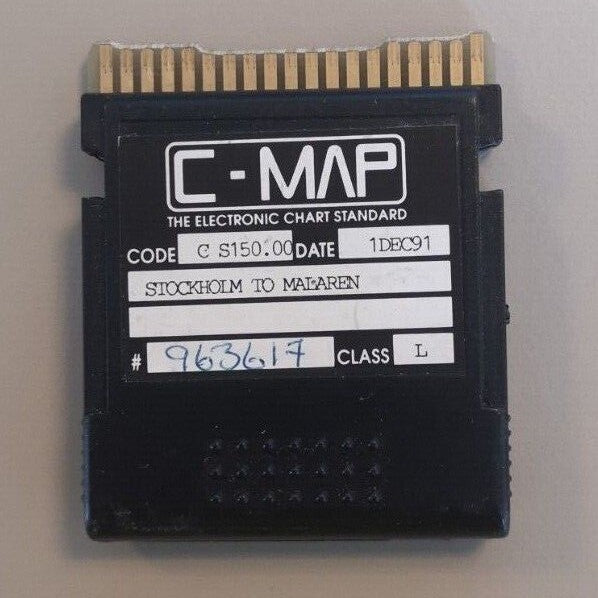 C-MAP
THE ELECTRONIC CHART STANDARD
CODE C S150.00 DATE 1DEC91
STOCKHOLM TO MALAREN
# 963617 CLASS L